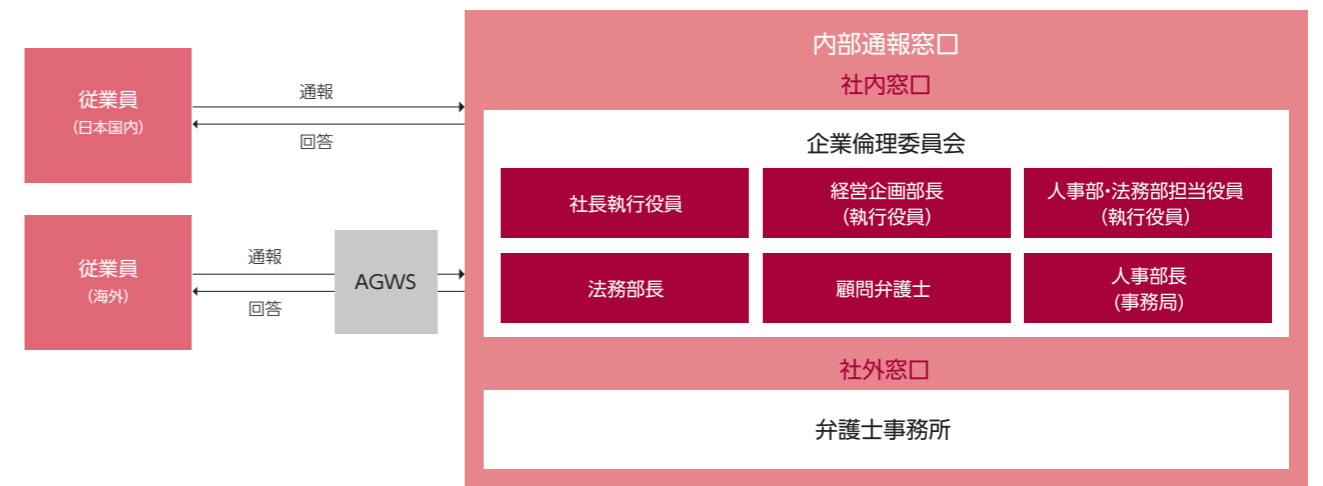 従業員
(日本国内)
通報
回答
従業員
(海外)
通報
回答
AGWS
内部通報窓口
社内窓口
企業倫理委員会
社長執行役員
経営企画部長
(執行役員)
人事部・法務部担当役員
(執行役員)
法務部長
顧問弁護士
人事部長
(事務局)
社外窓口
弁護士事務所